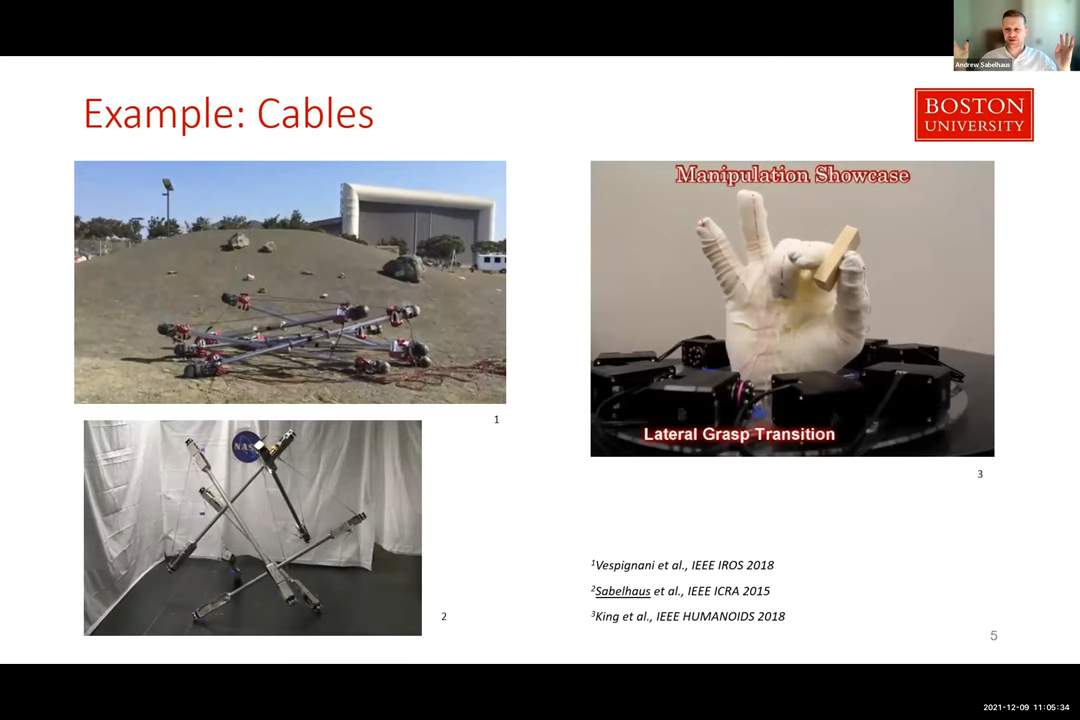 Andrew Sabelhaus
Example: Cables
BOSTON
UNIVERSITY
Manipulation Showcase
Lateral Grasp Transition
1
NASA
2
3
1Vespignani et al., IEEE IROS 2018
2Sabelhaus et al., IEEE ICRA 2015
3King et al., IEEE HUMANOIDS 2018
5
2021-12-09 11:05:34